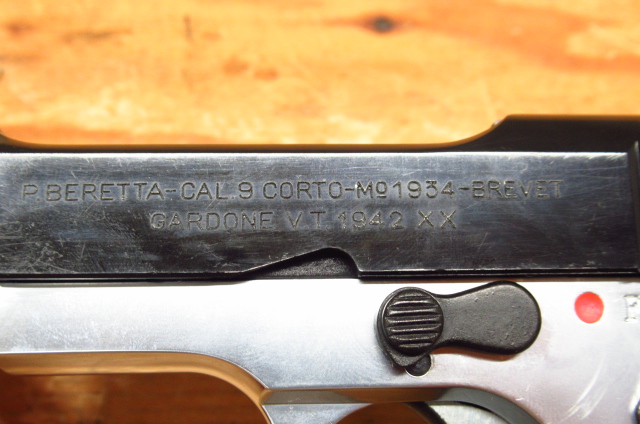 P.BERETTA-CAL.9 CORTO-Mº1934-BREVET
GARDONE V.T. 1942 XX